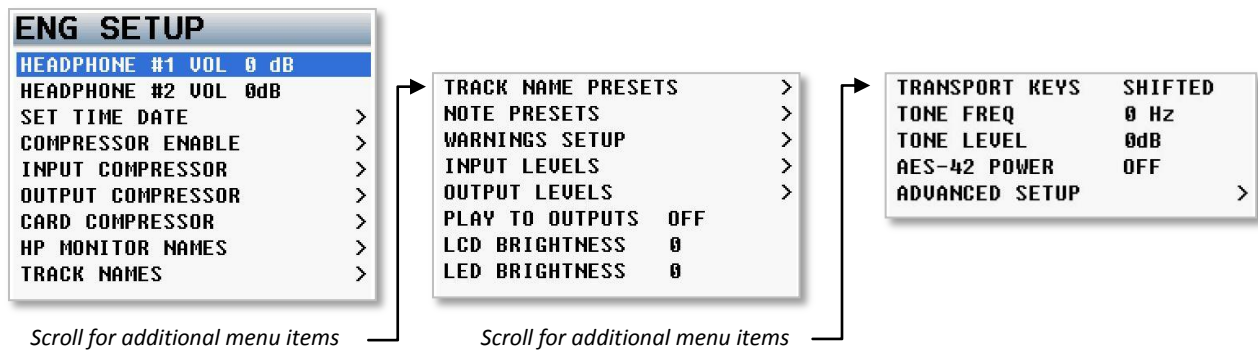 ENG SETUP
HEADPHONE #1 VOL 0 dB
HEADPHONE #2 VOL 0dB
SET TIME DATE >
COMPRESSOR ENABLE >
INPUT COMPRESSOR >
OUTPUT COMPRESSOR >
CARD COMPRESSOR >
HP MONITOR NAMES >
TRACK NAMES >
Scroll for additional menu items
TRACK NAME PRESETS >
NOTE PRESETS >
WARNINGS SETUP >
INPUT LEVELS >
OUTPUT LEVELS >
PLAY TO OUTPUTS OFF
LCD BRIGHTNESS 0
LED BRIGHTNESS 0
Scroll for additional menu items
TRANSPORT KEYS SHIFTED
TONE FREQ 0 Hz
TONE LEVEL 0dB
AES-42 POWER OFF
ADVANCED SETUP >